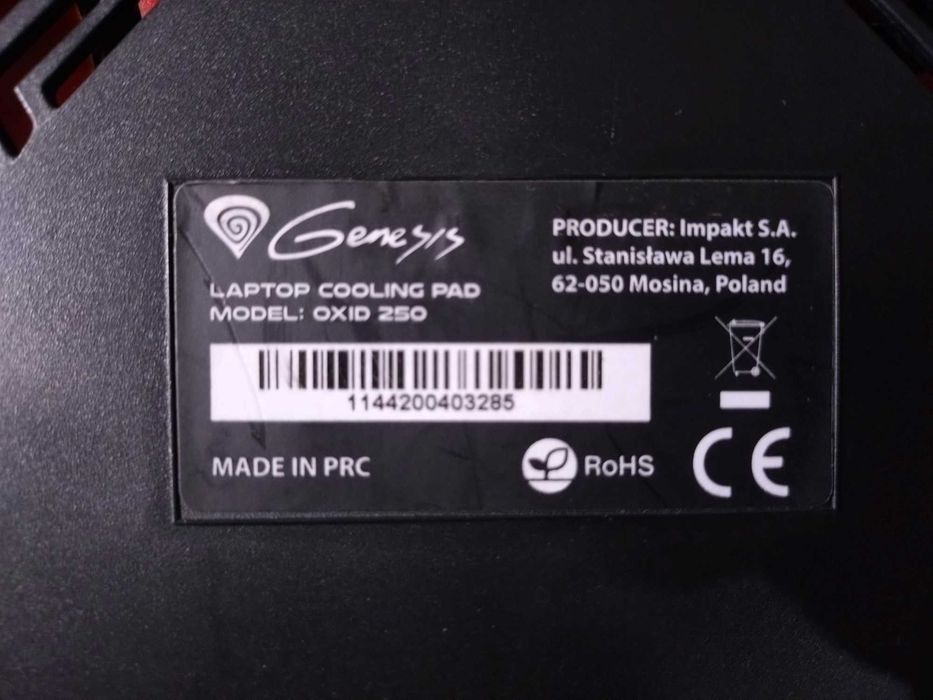 Genesis
LAPTOP COOLING PAD
MODEL: OXID 250
PRODUCER: Impakt S.A.
ul. Stanisława Lema 16,
62-050 Mosina, Poland
1144200403285
MADE IN PRC
RoHS
CE